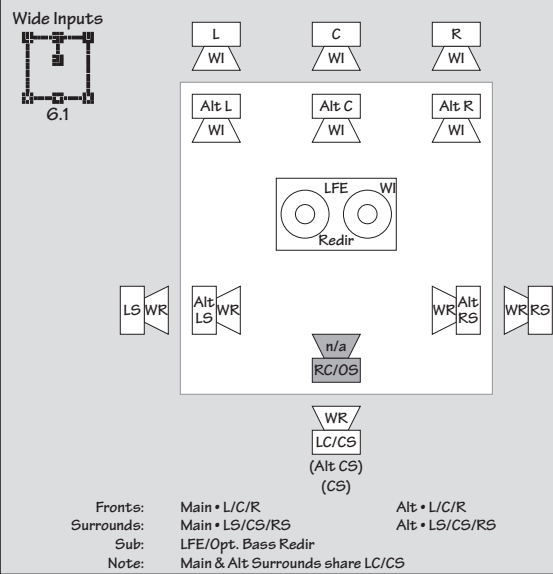 Wide Inputs
6.1
L C R
WI WI WI
Alt L Alt C Alt R
WI WI WI
LFE WI
Redir
LS WR Alt LS WR WR Alt RS WR RS
n/a
RC/OS
WR
LC/CS
(Alt CS)
(CS)
Fronts: Main • L/C/R Alt • L/C/R
Surrounds: Main • LS/CS/RS Alt • LS/CS/RS
Sub: LFE/Opt. Bass Redir
Note: Main & Alt Surrounds share LC/CS